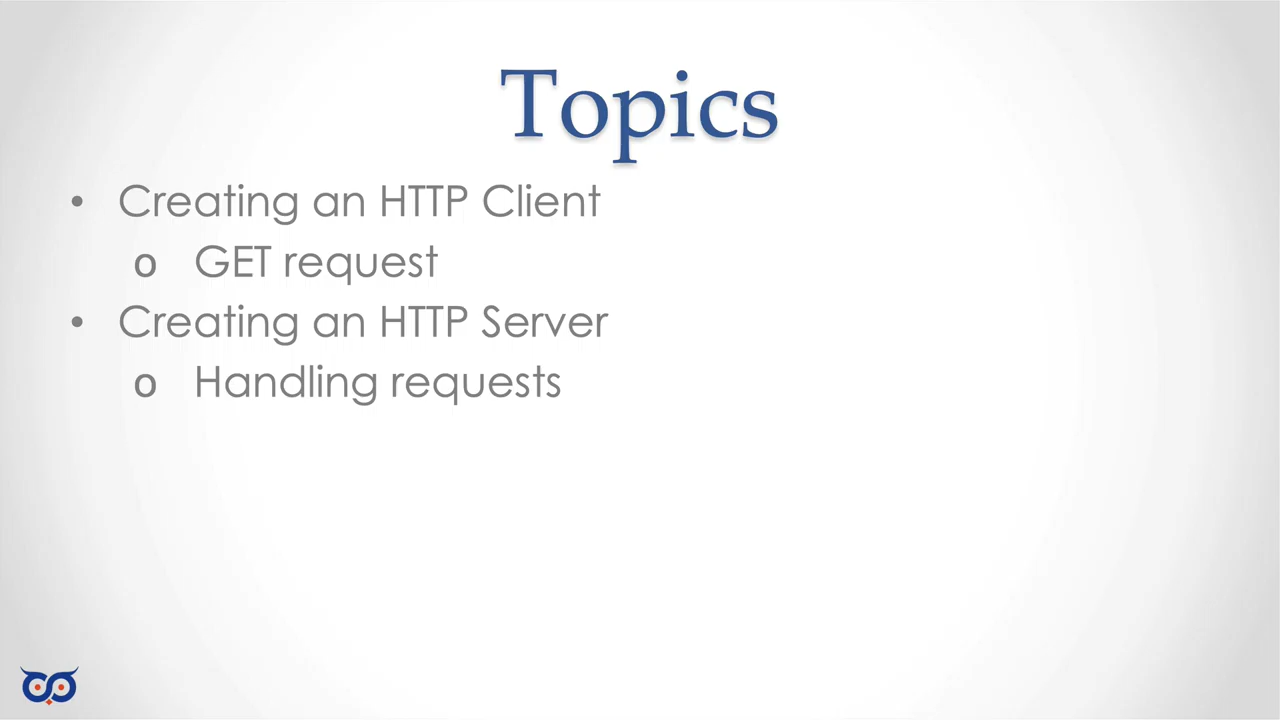 Topics
• Creating an HTTP Client
o GET request
• Creating an HTTP Server
o Handling requests